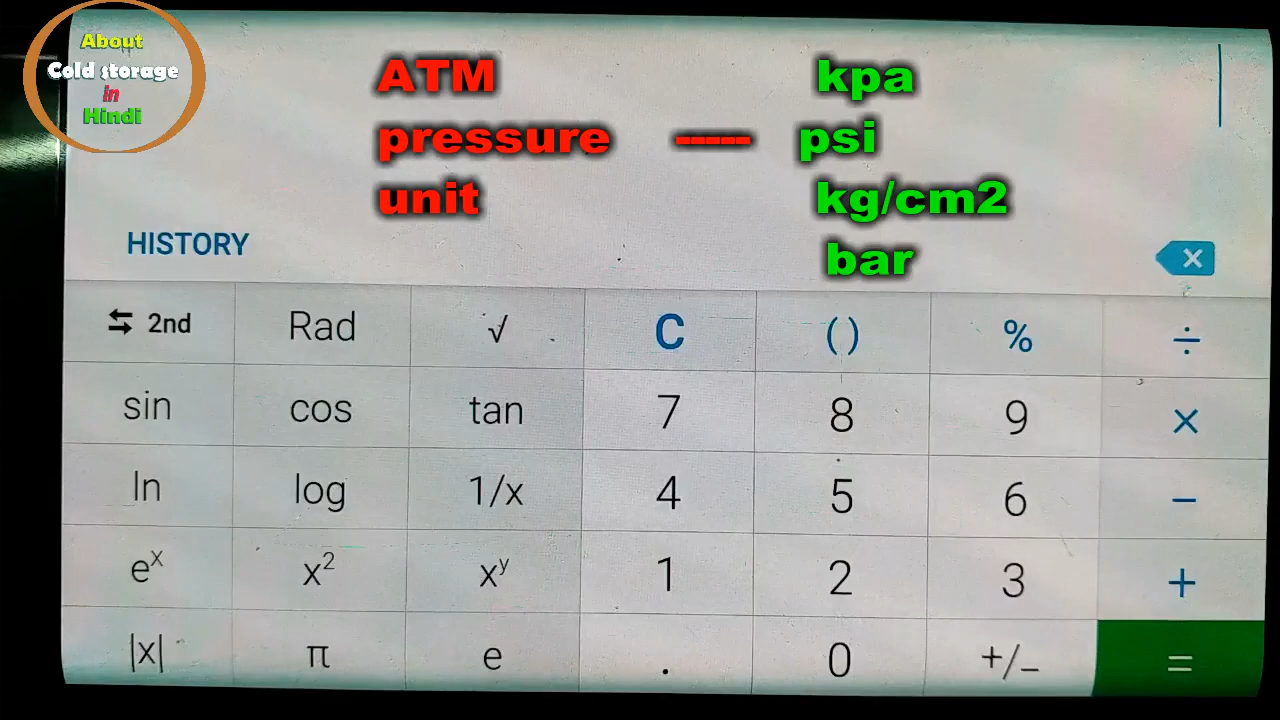 About
Cold storage
in
Hindi
ATM kpa
pressure ----- psi
unit kg/cm2
bar
HISTORY
2nd Rad √ C ( ) % ÷
sin cos tan 7 8 9 ×
ln log 1/x 4 5 6 −
eˣ x² xʸ 1 2 3 +
|x| π e . 0 +/− =